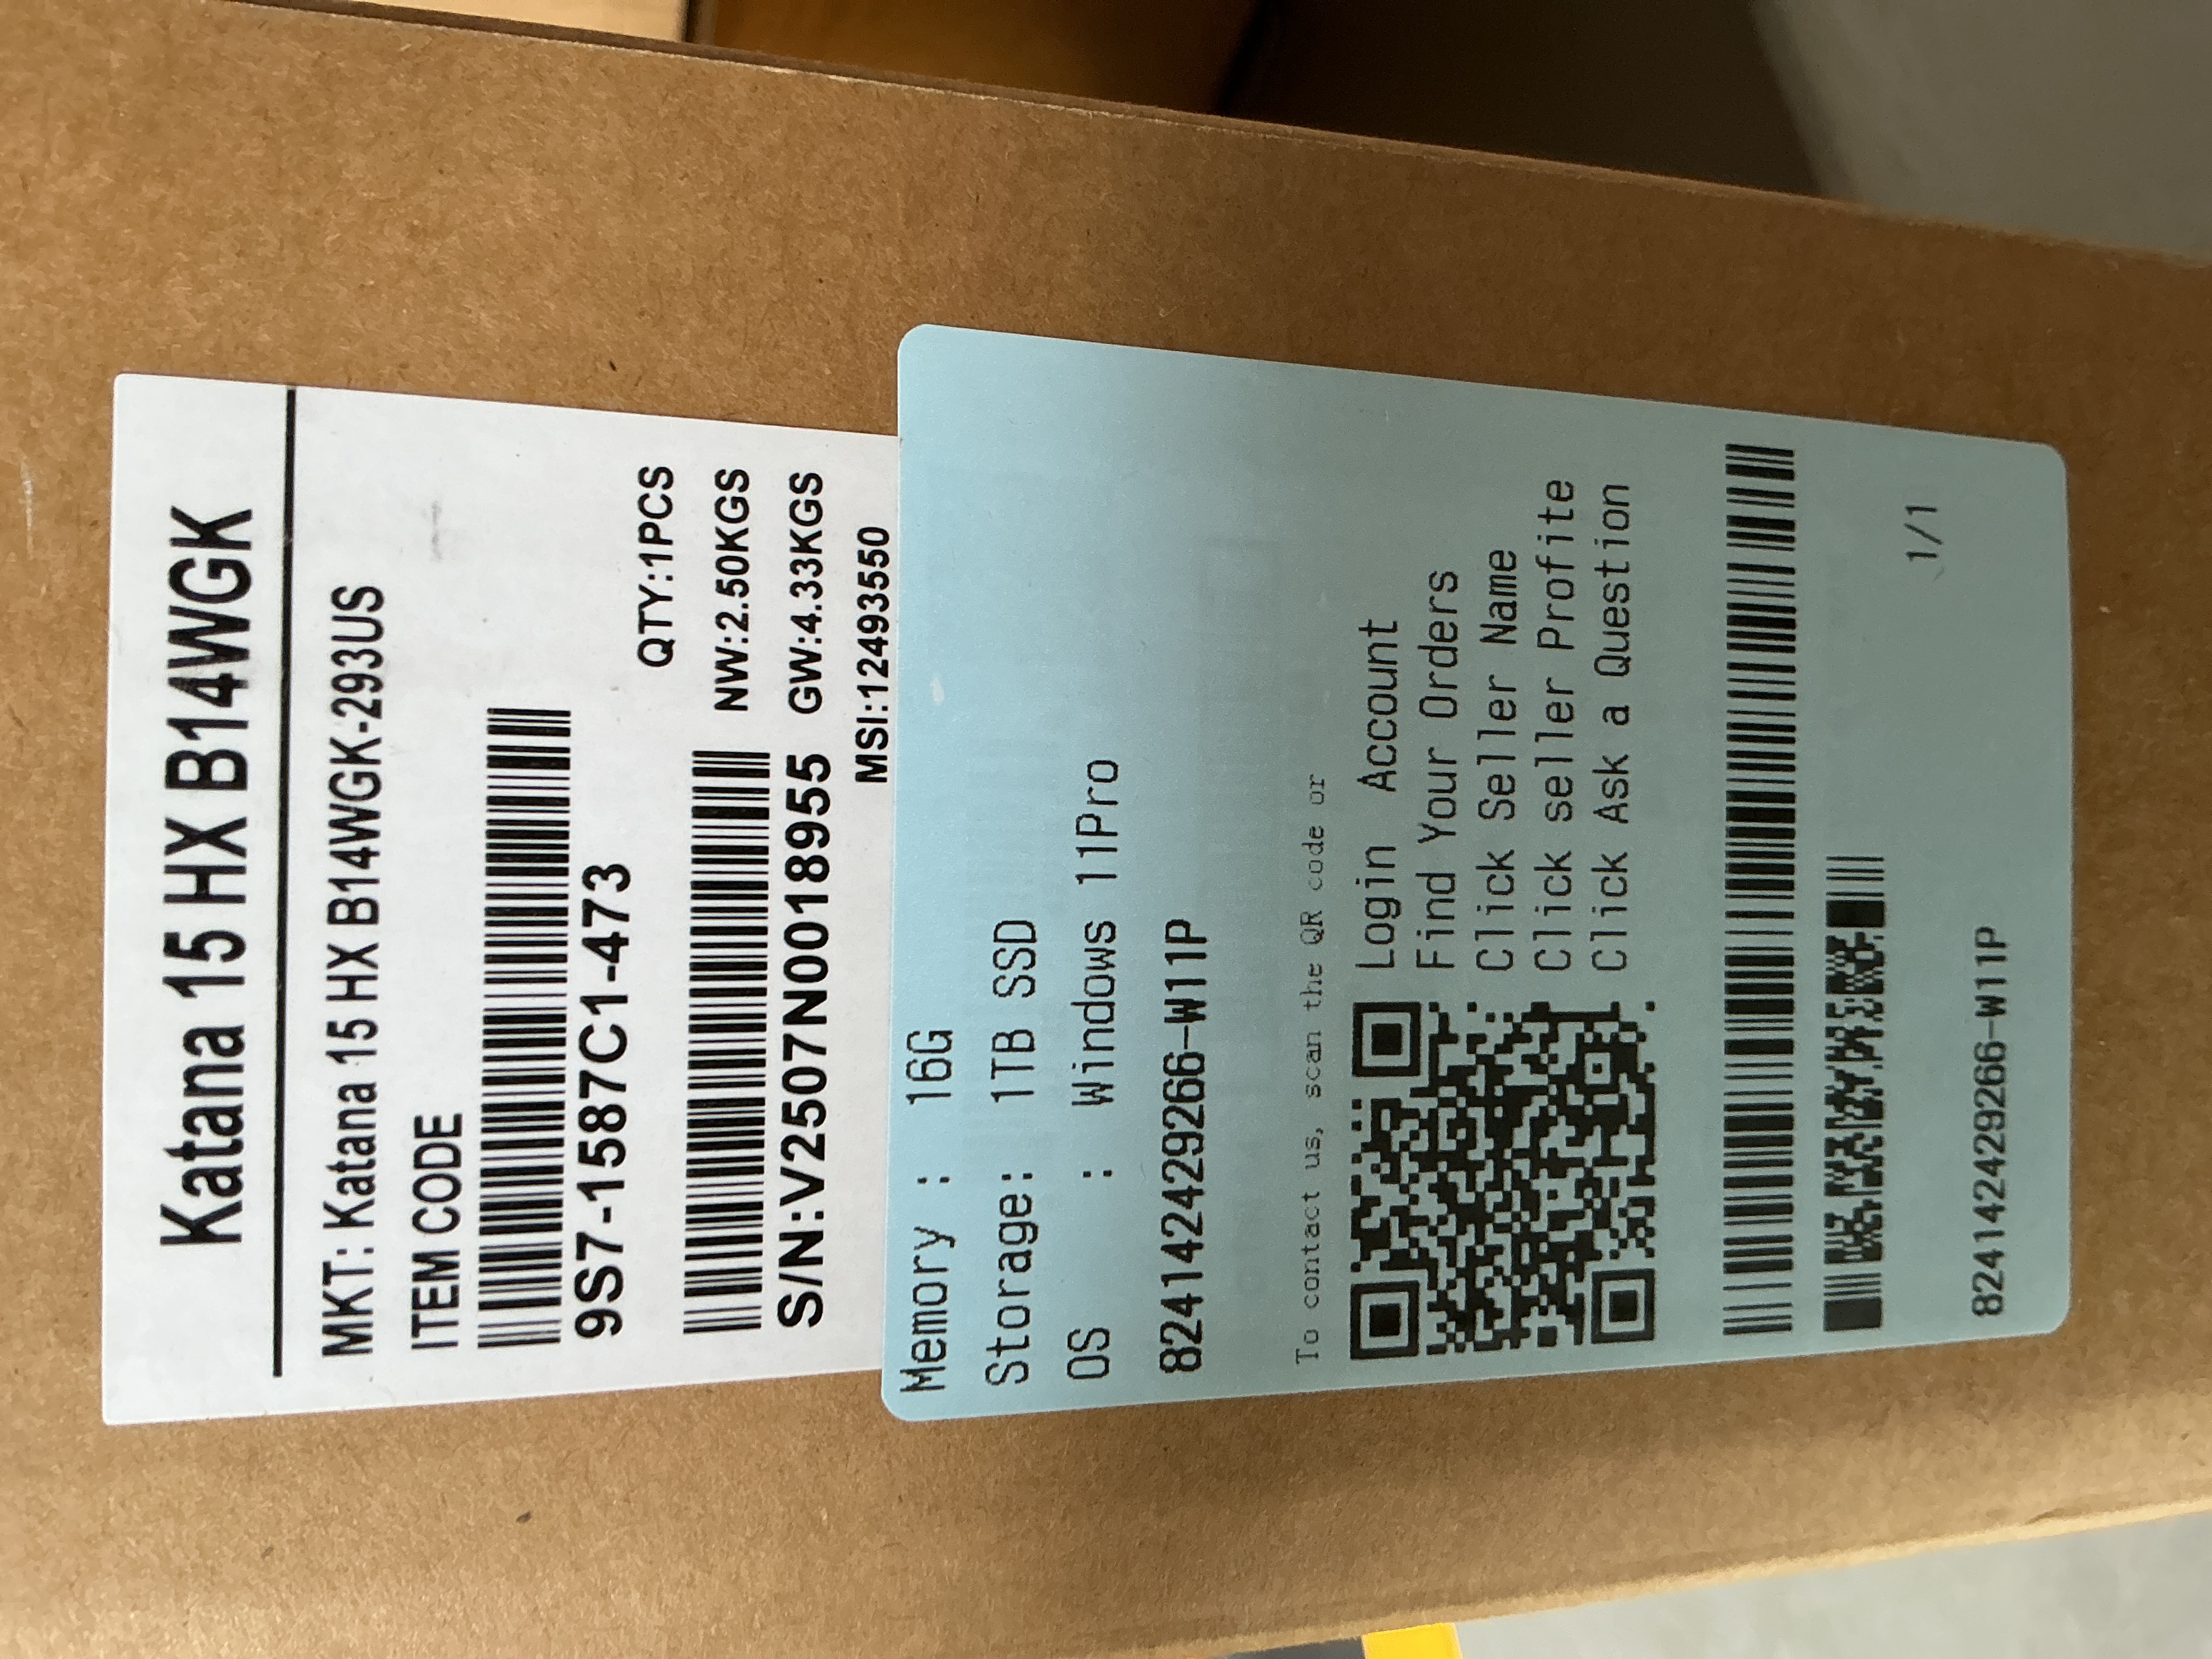 Katana 15 HX B14WGK
MKT: Katana 15 HX B14WGK-293US
ITEM CODE
9S7-1587C1-473
QTY:1PCS
NW:2.50KGS
S/N:V2507N0018955 GW:4.33KGS
MSI:12493550
Memory : 16G
Storage: 1TB SSD
OS : Windows 11Pro
824142429266-W11P
To contact us, scan the QR code or
Login Account
Find Your Orders
Click Seller Name
Click seller Profite
Click Ask a Question
1/1
824142429266-W11P